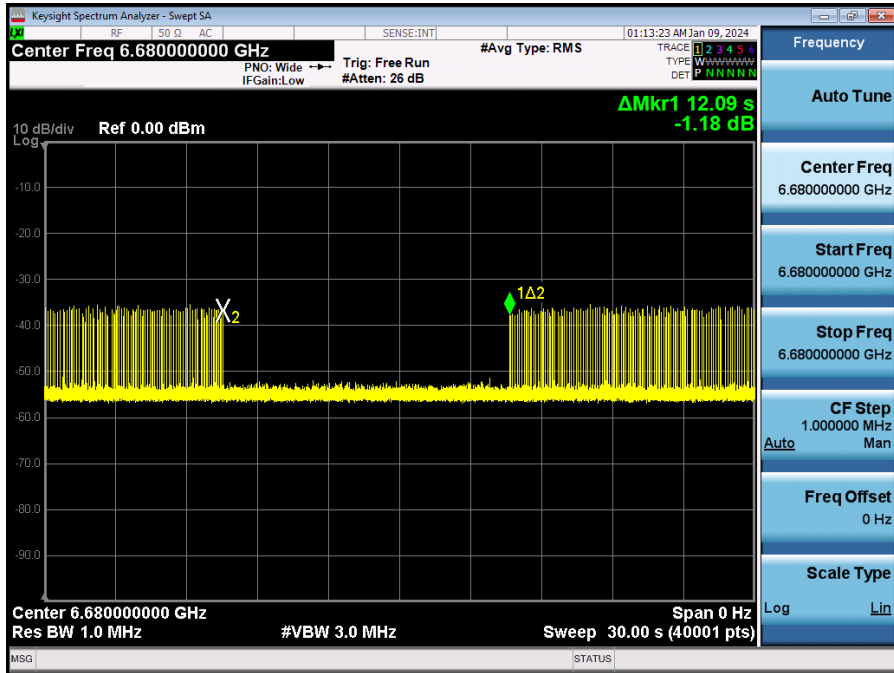 Keysight Spectrum Analyzer - Swept SA
LXI
RF
50 Ω
AC
SENSE:INT
01:13:23 AM Jan 09, 2024
Center Freq 6.680000000 GHz
#Avg Type: RMS
TRACE 1 2 3 4 5 6
TYPE W
DET P N N N N N
PNO: Wide
IFGain:Low
Trig: Free Run
#Atten: 26 dB
ΔMkr1 12.09 s
-1.18 dB
10 dB/div
Ref 0.00 dBm
Log
-10.0
-20.0
-30.0
-40.0
-50.0
-60.0
-70.0
-80.0
-90.0
X2
1Δ2
Center 6.680000000 GHz
Span 0 Hz
Res BW 1.0 MHz
#VBW 3.0 MHz
Sweep 30.00 s (40001 pts)
MSG
STATUS
Frequency
Auto Tune
Center Freq
6.680000000 GHz
Start Freq
6.680000000 GHz
Stop Freq
6.680000000 GHz
CF Step
1.000000 MHz
Auto Man
Freq Offset
0 Hz
Scale Type
Log Lin